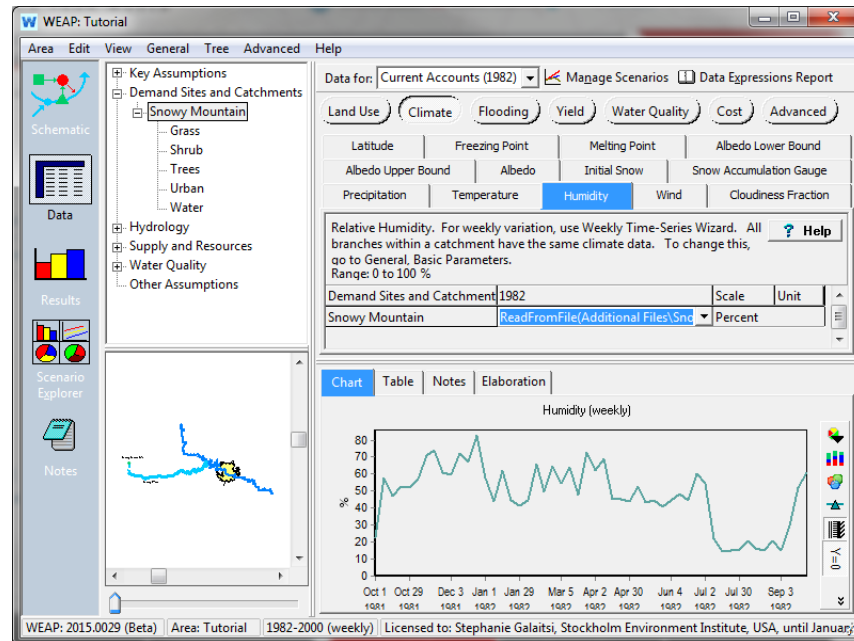 WEAP: Tutorial
Area Edit View General Tree Advanced Help
Schematic
Data
Results
Scenario
Explorer
Notes
Key Assumptions
Demand Sites and Catchments
Snowy Mountain
Grass
Shrub
Trees
Urban
Water
Hydrology
Supply and Resources
Water Quality
Other Assumptions
Data for: Current Accounts (1982) Manage Scenarios Data Expressions Report
Land Use Climate Flooding Yield Water Quality Cost Advanced
Latitude Freezing Point Melting Point Albedo Lower Bound
Albedo Upper Bound Albedo Initial Snow Snow Accumulation Gauge
Precipitation Temperature Humidity Wind Cloudiness Fraction
Relative Humidity. For weekly variation, use Weekly Time-Series Wizard. All
branches within a catchment have the same climate data. To change this,
go to General, Basic Parameters.
Range: 0 to 100 %
? Help
Demand Sites and Catchment 1982 Scale Unit
Snowy Mountain ReadFromFile(Additional Files\Sno Percent
Chart Table Notes Elaboration
Humidity (weekly)
80
70
60
50
40
30
20
10
0
%
Oct 1 Oct 29 Dec 3 Jan 1 Jan 29 Mar 5 Apr 2 Apr 30 Jun 4 Jul 2 Jul 30 Sep 3
1981 1981 1981 1982 1982 1982 1982 1982 1982 1982 1982 1982
Y=0
WEAP: 2015.0029 (Beta) Area: Tutorial 1982-2000 (weekly) Licensed to: Stephanie Galaitsi, Stockholm Environment Institute, USA, until Januar